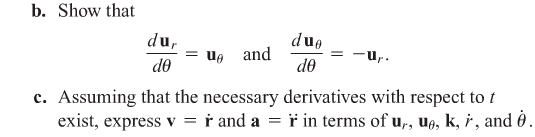 b. Show that
du_r/dθ = u_θ and du_θ/dθ = −u_r.
c. Assuming that the necessary derivatives with respect to t
exist, express v = ṙ and a = r̈ in terms of u_r, u_θ, k, ṙ, and θ̇.